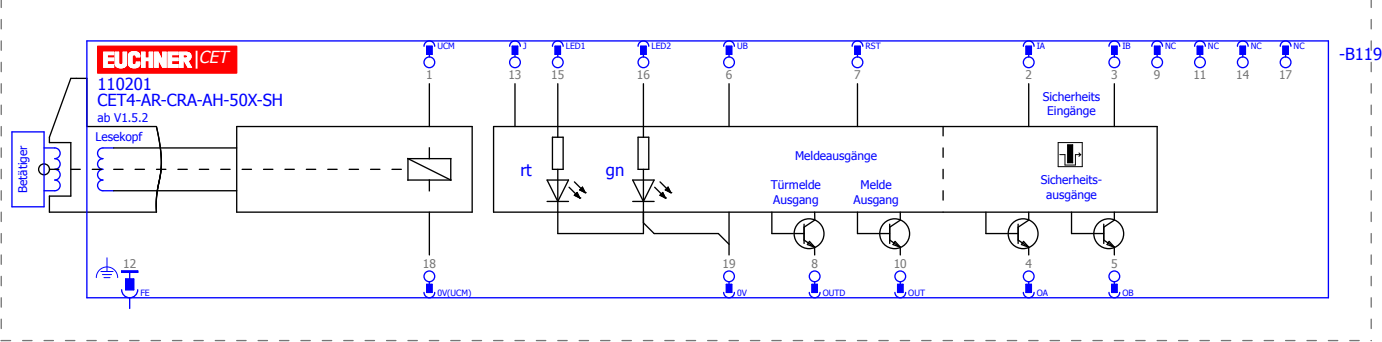 UCM J LED1 LED2 UB RST IA IB NC NC NC NC
-B119
EUCHNER CET
1 13 15 16 6 7 2 3 9 11 14 17
110201
CET4-AR-CRA-AH-50X-SH
ab V1.5.2
Sicherheits
Eingänge
Lesekopf
Betätiger
rt
gn
Meldeausgänge
Türmelde
Ausgang
Melde
Ausgang
Sicherheits-
ausgänge
12 18 19 8 10 4 5
FE 0V(UCM) 0V OUTD OUT OA OB